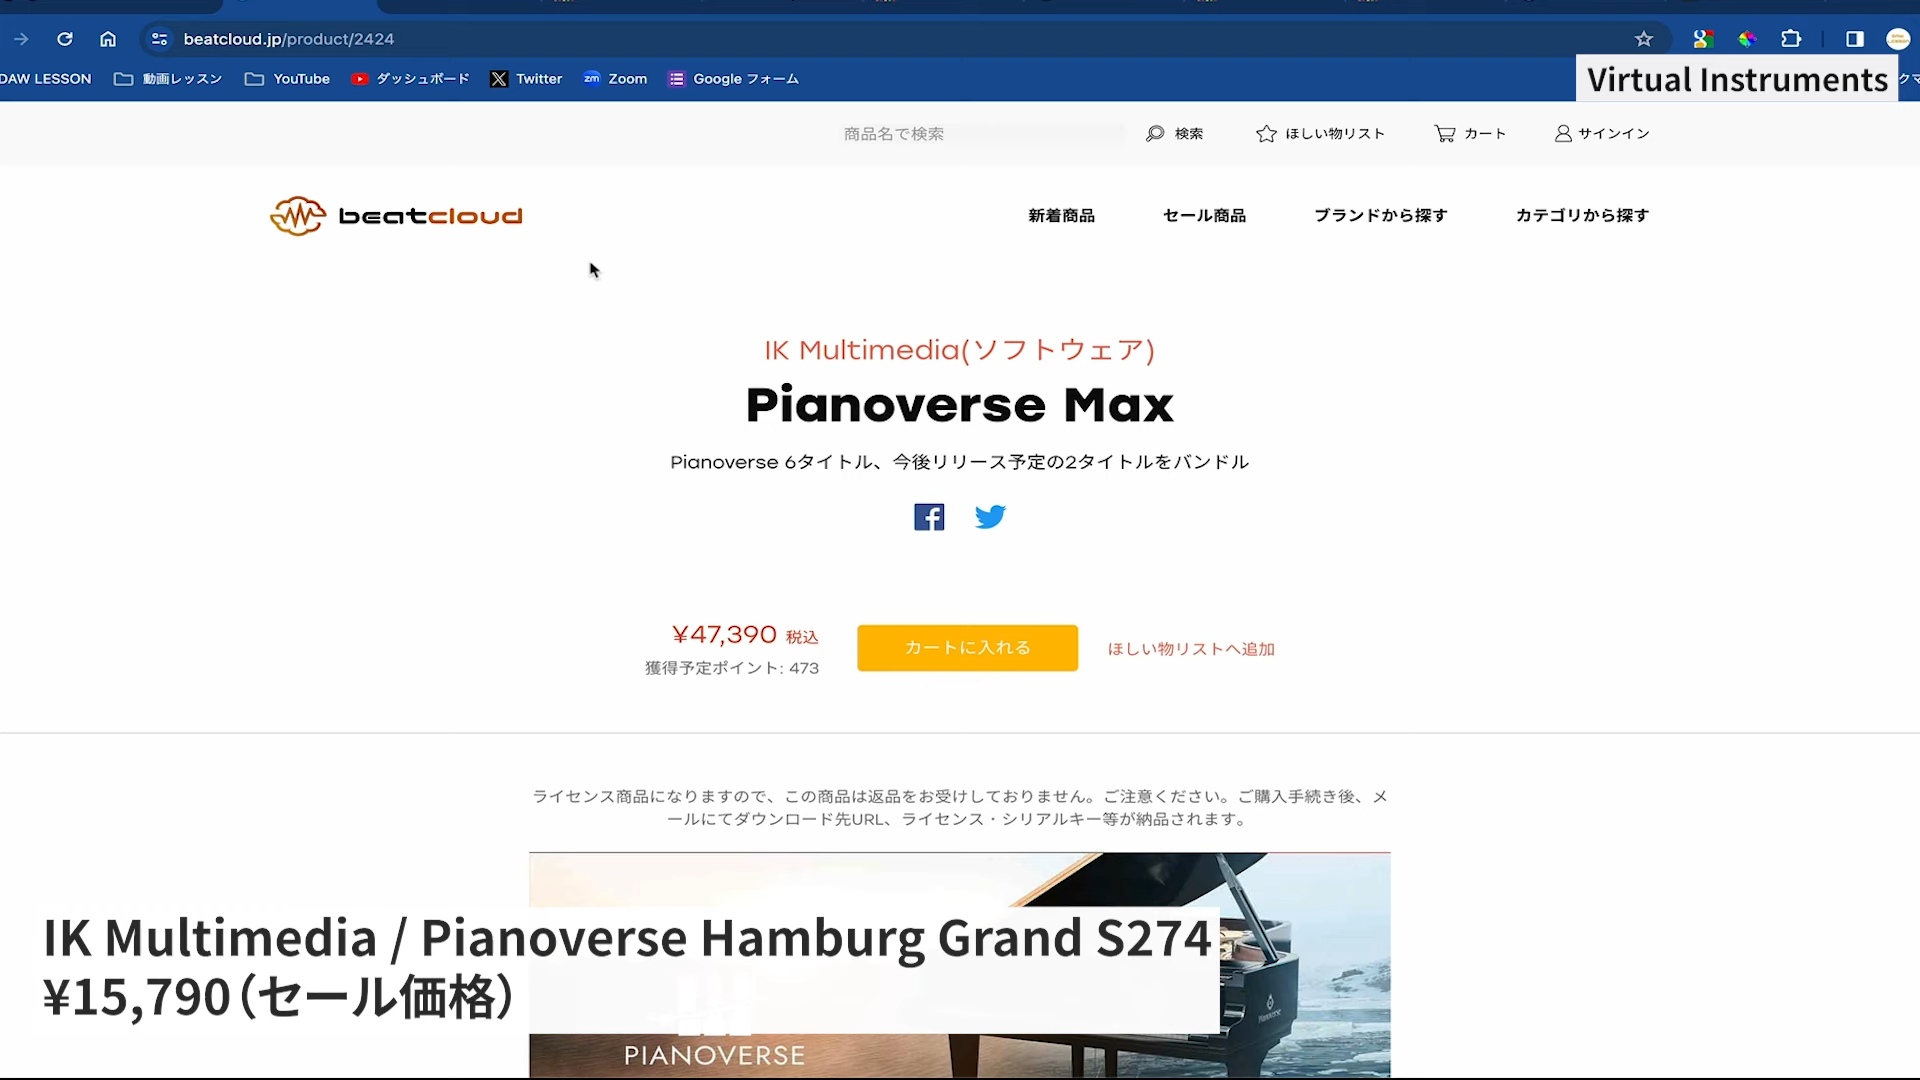 beatcloud.jp/product/2424
DAW LESSON 動画レッスン YouTube ダッシュボード Twitter zm Zoom Google フォーム
Virtual Instruments
商品名で検索 検索 ほしい物リスト カート サインイン
beatcloud 新着商品 セール商品 ブランドから探す カテゴリから探す
IK Multimedia(ソフトウェア)
Pianoverse Max
Pianoverse 6タイトル、今後リリース予定の2タイトルをバンドル
¥47,390 税込 カートに入れる ほしい物リストへ追加
獲得予定ポイント: 473
ライセンス商品になりますので、この商品は返品をお受けしておりません。ご注意ください。ご購入手続き後、メ
ールにてダウンロード先URL、ライセンス・シリアルキー等が納品されます。
IK Multimedia / Pianoverse Hamburg Grand S274
¥15,790(セール価格)
Pianoverse
PIANOVERSE